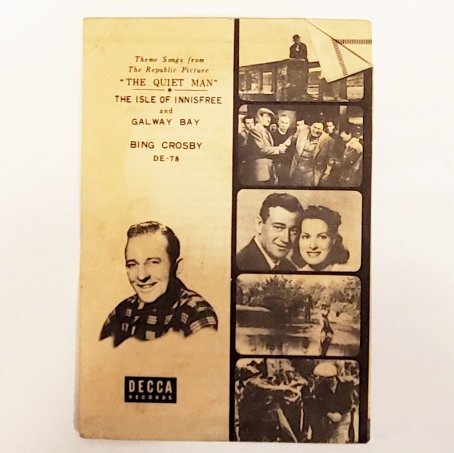 Theme Songs from
The Republic Picture
"THE QUIET MAN"
THE ISLE OF INNISFREE
and
GALWAY BAY
BING CROSBY
DE-78
DECCA
RECORDS